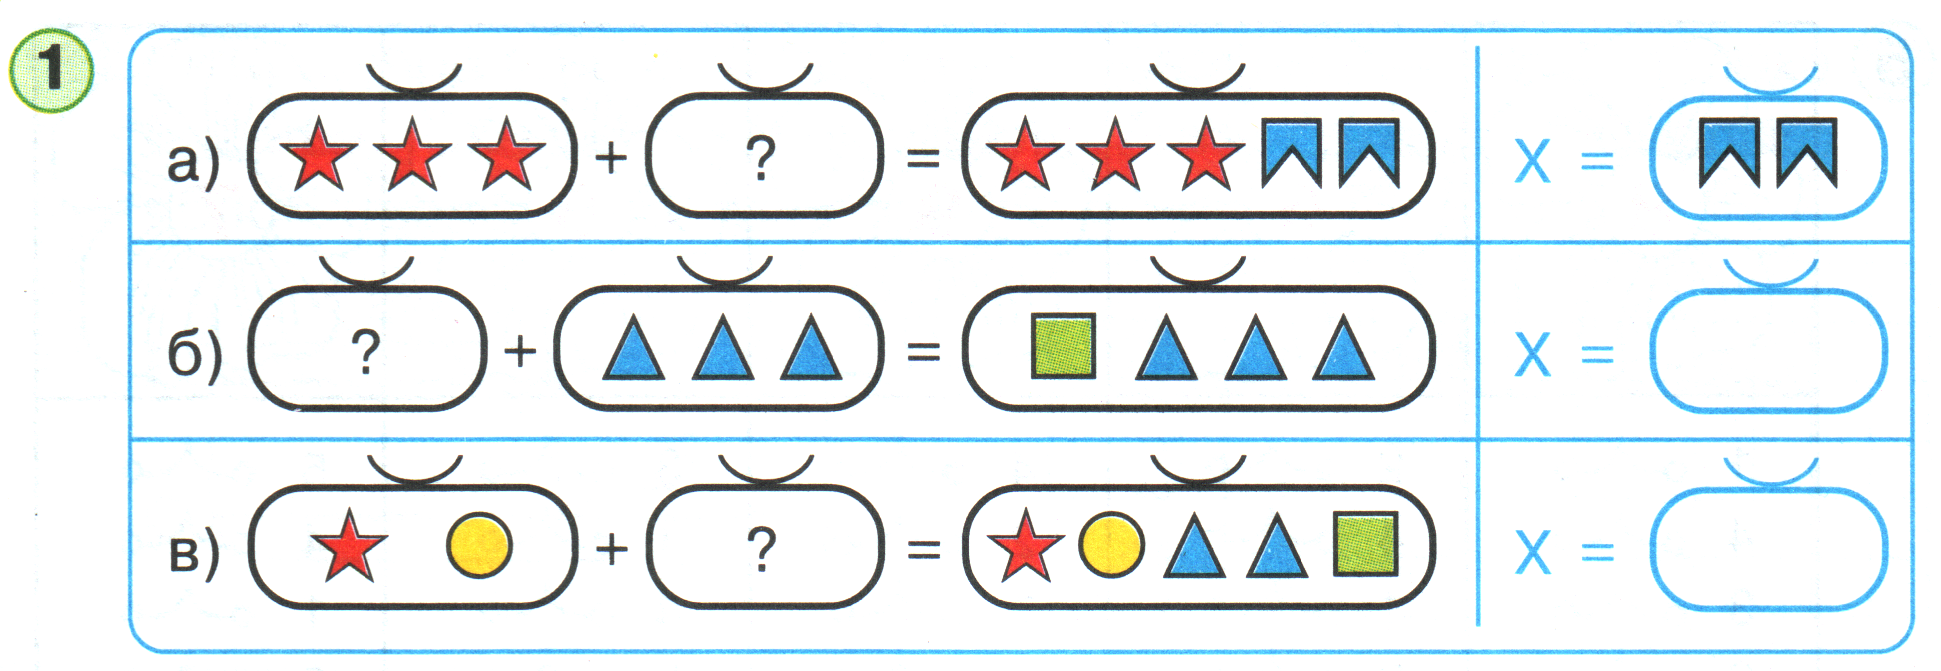 1
а) + ? = X =
б) ? + = X =
в) + ? = X =